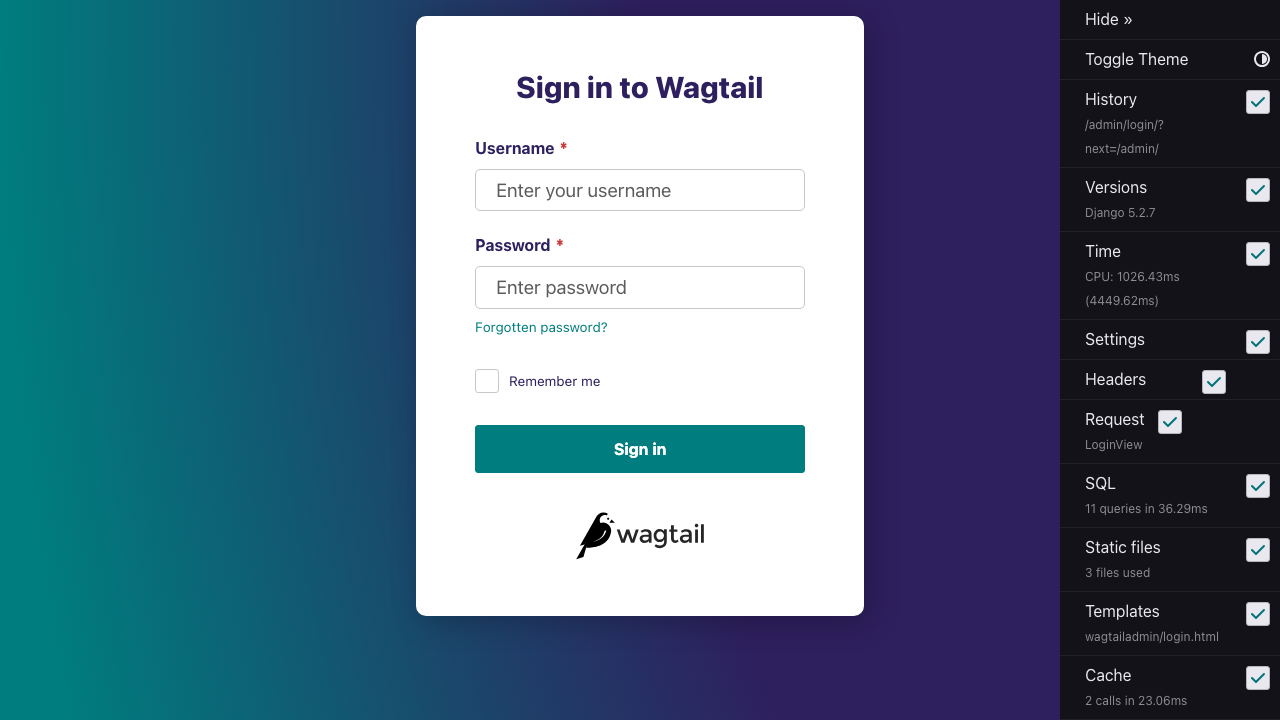 Sign in to Wagtail
Username *
Enter your username
Password *
Enter password
Forgotten password?
Remember me
Sign in
wagtail
Hide »
Toggle Theme
History
/admin/login/?
next=/admin/
Versions
Django 5.2.7
Time
CPU: 1026.43ms
(4449.62ms)
Settings
Headers
Request
LoginView
SQL
11 queries in 36.29ms
Static files
3 files used
Templates
wagtailadmin/login.html
Cache
2 calls in 23.06ms